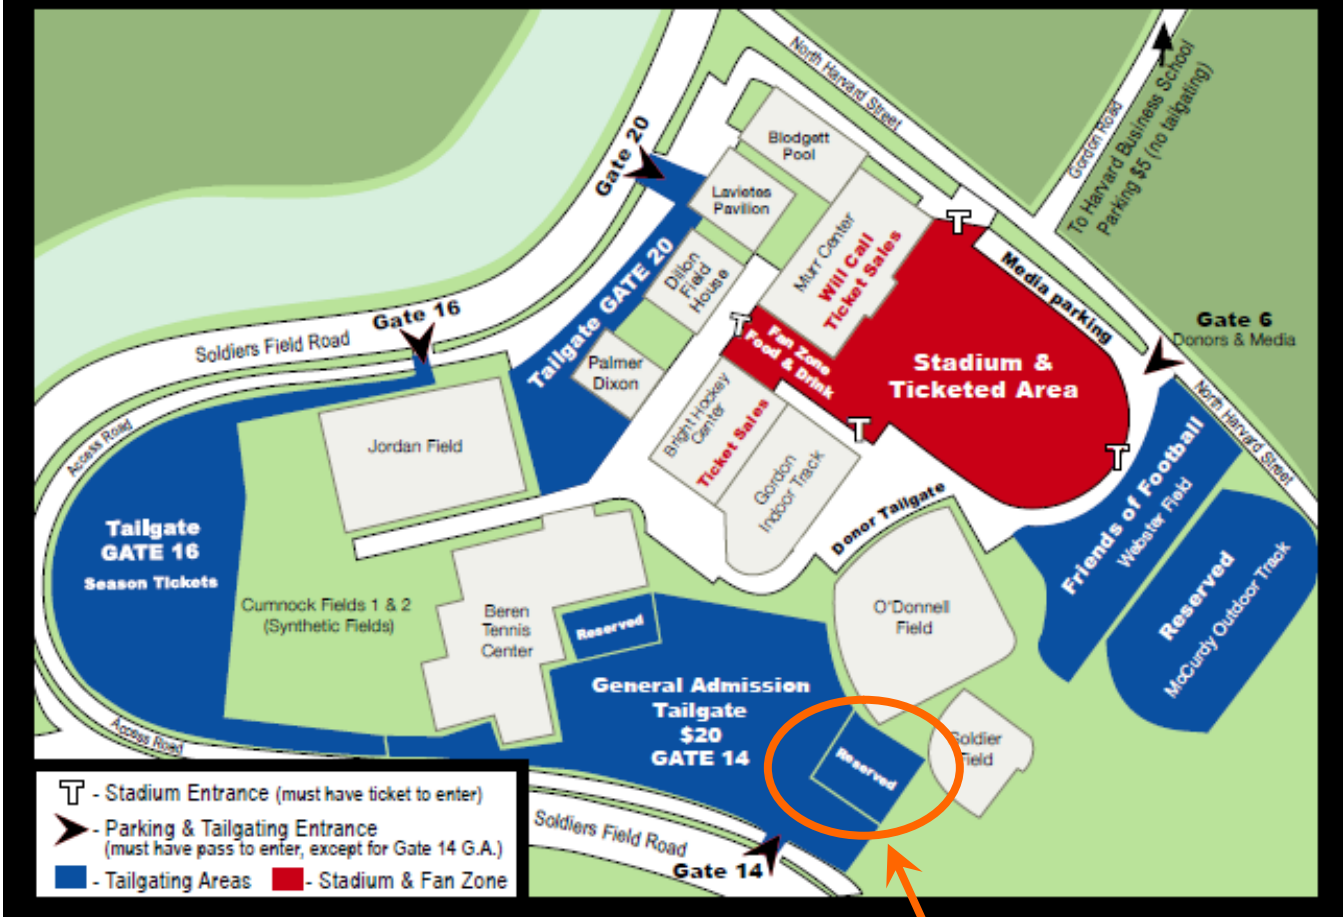 North Harvard Street
Gordon Road
To Harvard Business School
Parking $5 (no tailgating)
Gate 20
Blodgett
Pool
Lavietes
Pavilion
Murr Center
Will Call
Ticket Sales
Dillon
Field
House
Tailgate GATE 20
Media parking
Gate 16
Soldiers Field Road
Palmer
Dixon
Fan Zone
Food & Drink
Stadium &
Ticketed Area
Gate 6
Donors & Media
North Harvard Street
Access Road
Jordan Field
Bright Hockey
Center
Ticket Sales
Gordon
Indoor Track
Donor Tailgate
Friends of Football
Webster Field
Reserved
McCurdy Outdoor Track
Tailgate
GATE 16
Season Tickets
Cumnock Fields 1 & 2
(Synthetic Fields)
Beren
Tennis
Center
Reserved
O'Donnell
Field
General Admission
Tailgate
$20
GATE 14
Reserved
Soldier
Field
Access Road
Soldiers Field Road
Gate 14
T - Stadium Entrance (must have ticket to enter)
- Parking & Tailgating Entrance
(must have pass to enter, except for Gate 14 G.A.)
- Tailgating Areas - Stadium & Fan Zone